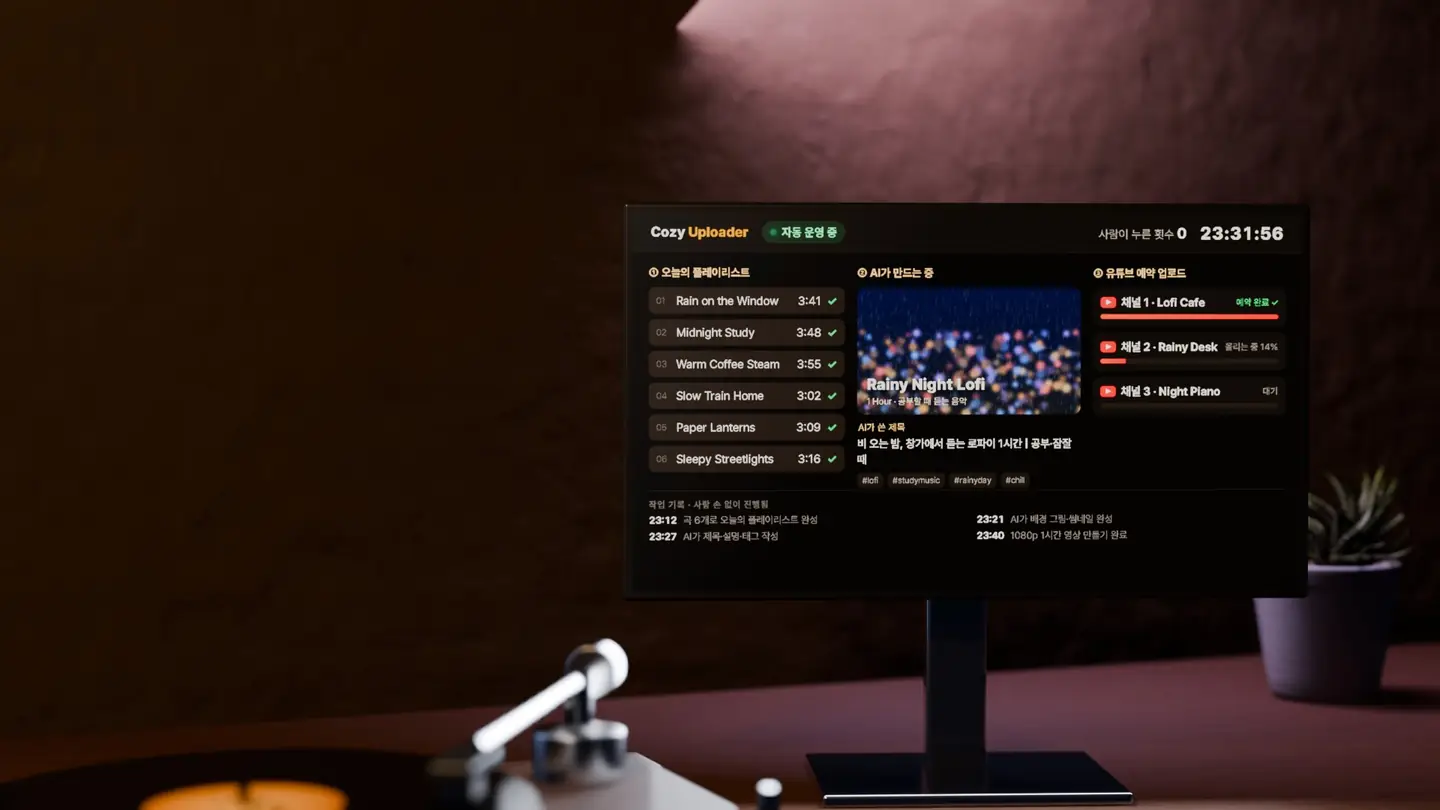 Cozy Uploader
자동 운영 중
사람이 누른 횟수 0
23:31:56
① 오늘의 플레이리스트
01 Rain on the Window 3:41
02 Midnight Study 3:48
03 Warm Coffee Steam 3:55
04 Slow Train Home 3:02
05 Paper Lanterns 3:09
06 Sleepy Streetlights 3:16
② AI가 만드는 중
Rainy Night Lofi
1 Hour · 공부할 때 듣는 음악
AI가 쓴 제목
비 오는 밤, 창가에서 듣는 로파이 1시간 | 공부·잠잘
때
#lofi #studymusic #rainyday #chill
③ 유튜브 예약 업로드
채널 1 · Lofi Cafe 예약 완료
채널 2 · Rainy Desk 올리는 중 14%
채널 3 · Night Piano 대기
작업 기록 · 사람 손 없이 진행됨
23:12 곡 6개로 오늘의 플레이리스트 완성
23:21 AI가 배경 그림·썸네일 완성
23:27 AI가 제목·설명·태그 작성
23:40 1080p 1시간 영상 만들기 완료